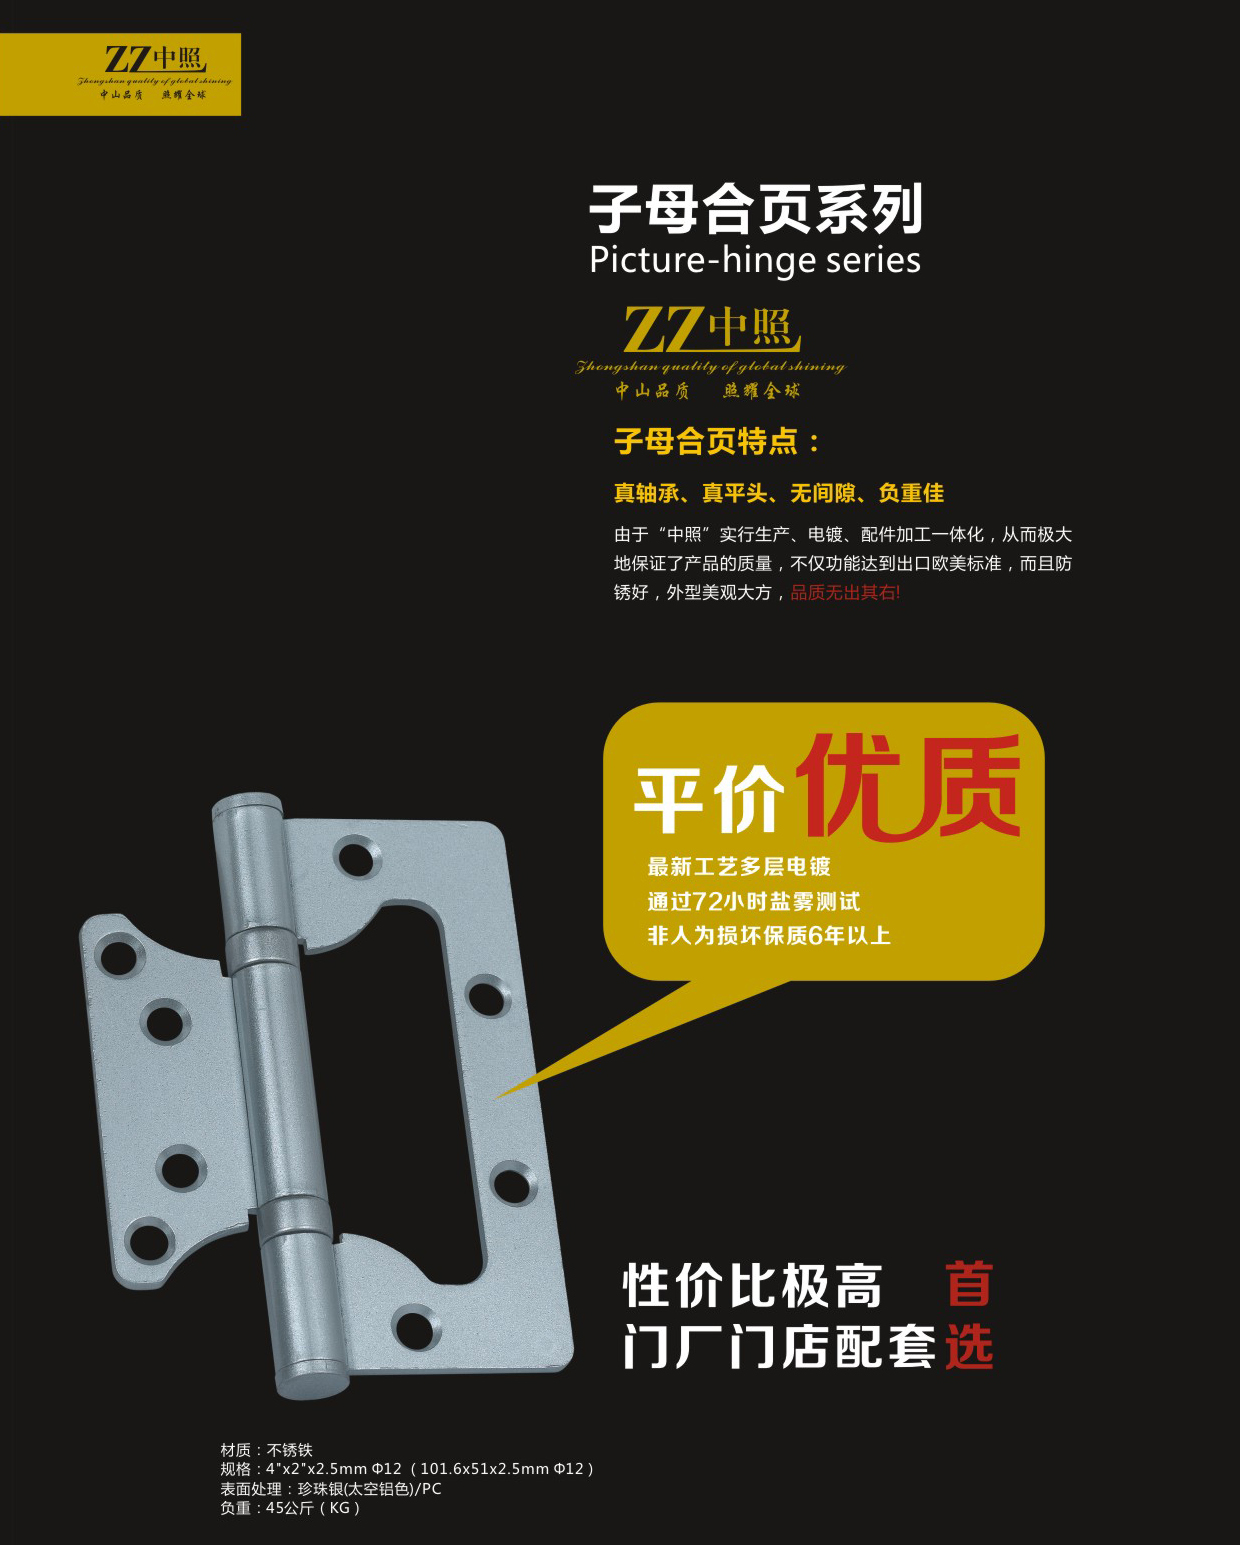 ZZ中照
Zhongshan quality of global shining
中山品质 照耀全球
子母合页系列
Picture-hinge series
ZZ中照
Zhongshan quality of global shining
中山品质 照耀全球
子母合页特点：
真轴承、真平头、无间隙、负重佳
由于“中照”实行生产、电镀、配件加工一体化，从而极大
地保证了产品的质量，不仅功能达到出口欧美标准，而且防
锈好，外型美观大方，品质无出其右!
平价优质
最新工艺多层电镀
通过72小时盐雾测试
非人为损坏保质6年以上
性价比极高 首
门厂门店配套选
材质：不锈铁
规格：4"x2"x2.5mm Φ12（101.6x51x2.5mm Φ12）
表面处理：珍珠银(太空铝色)/PC
负重：45公斤（KG）